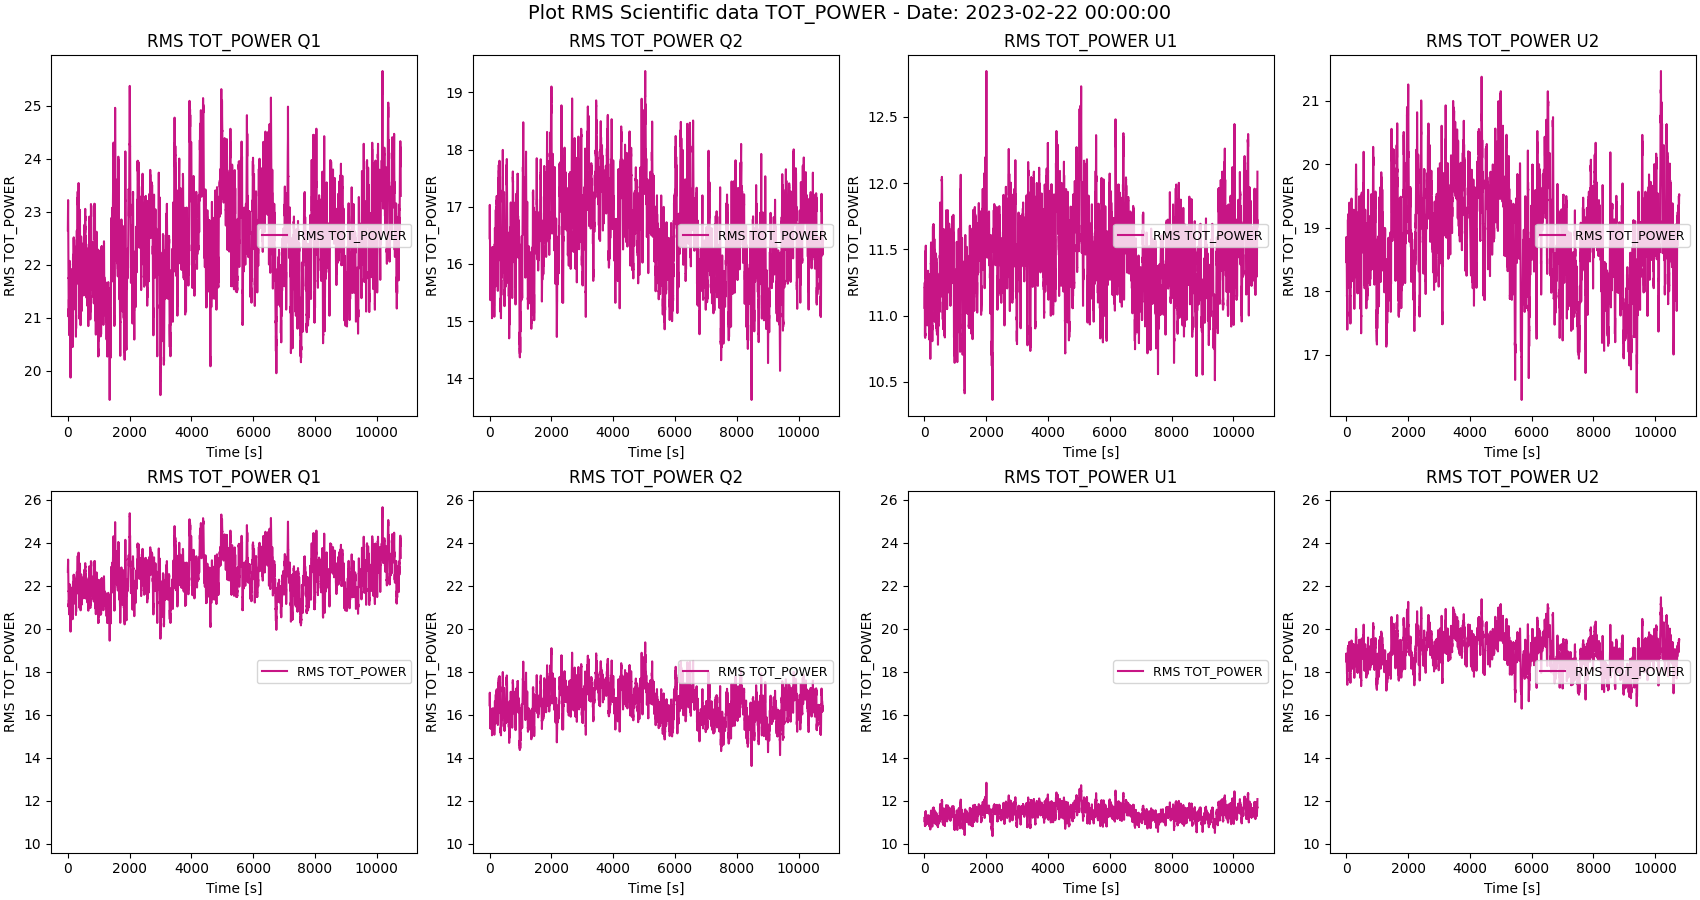 Plot RMS Scientific data TOT_POWER - Date: 2023-02-22 00:00:00
RMS TOT_POWER Q1
RMS TOT_POWER
25
24
23
22
21
20
RMS TOT_POWER
0 2000 4000 6000 8000 10000
Time [s]
RMS TOT_POWER Q2
RMS TOT_POWER
19
18
17
16
15
14
RMS TOT_POWER
0 2000 4000 6000 8000 10000
Time [s]
RMS TOT_POWER U1
RMS TOT_POWER
12.5
12.0
11.5
11.0
10.5
RMS TOT_POWER
0 2000 4000 6000 8000 10000
Time [s]
RMS TOT_POWER U2
RMS TOT_POWER
21
20
19
18
17
RMS TOT_POWER
0 2000 4000 6000 8000 10000
Time [s]
RMS TOT_POWER Q1
RMS TOT_POWER
26
24
22
20
18
16
14
12
10
RMS TOT_POWER
0 2000 4000 6000 8000 10000
Time [s]
RMS TOT_POWER Q2
RMS TOT_POWER
26
24
22
20
18
16
14
12
10
RMS TOT_POWER
0 2000 4000 6000 8000 10000
Time [s]
RMS TOT_POWER U1
RMS TOT_POWER
26
24
22
20
18
16
14
12
10
RMS TOT_POWER
0 2000 4000 6000 8000 10000
Time [s]
RMS TOT_POWER U2
RMS TOT_POWER
26
24
22
20
18
16
14
12
10
RMS TOT_POWER
0 2000 4000 6000 8000 10000
Time [s]